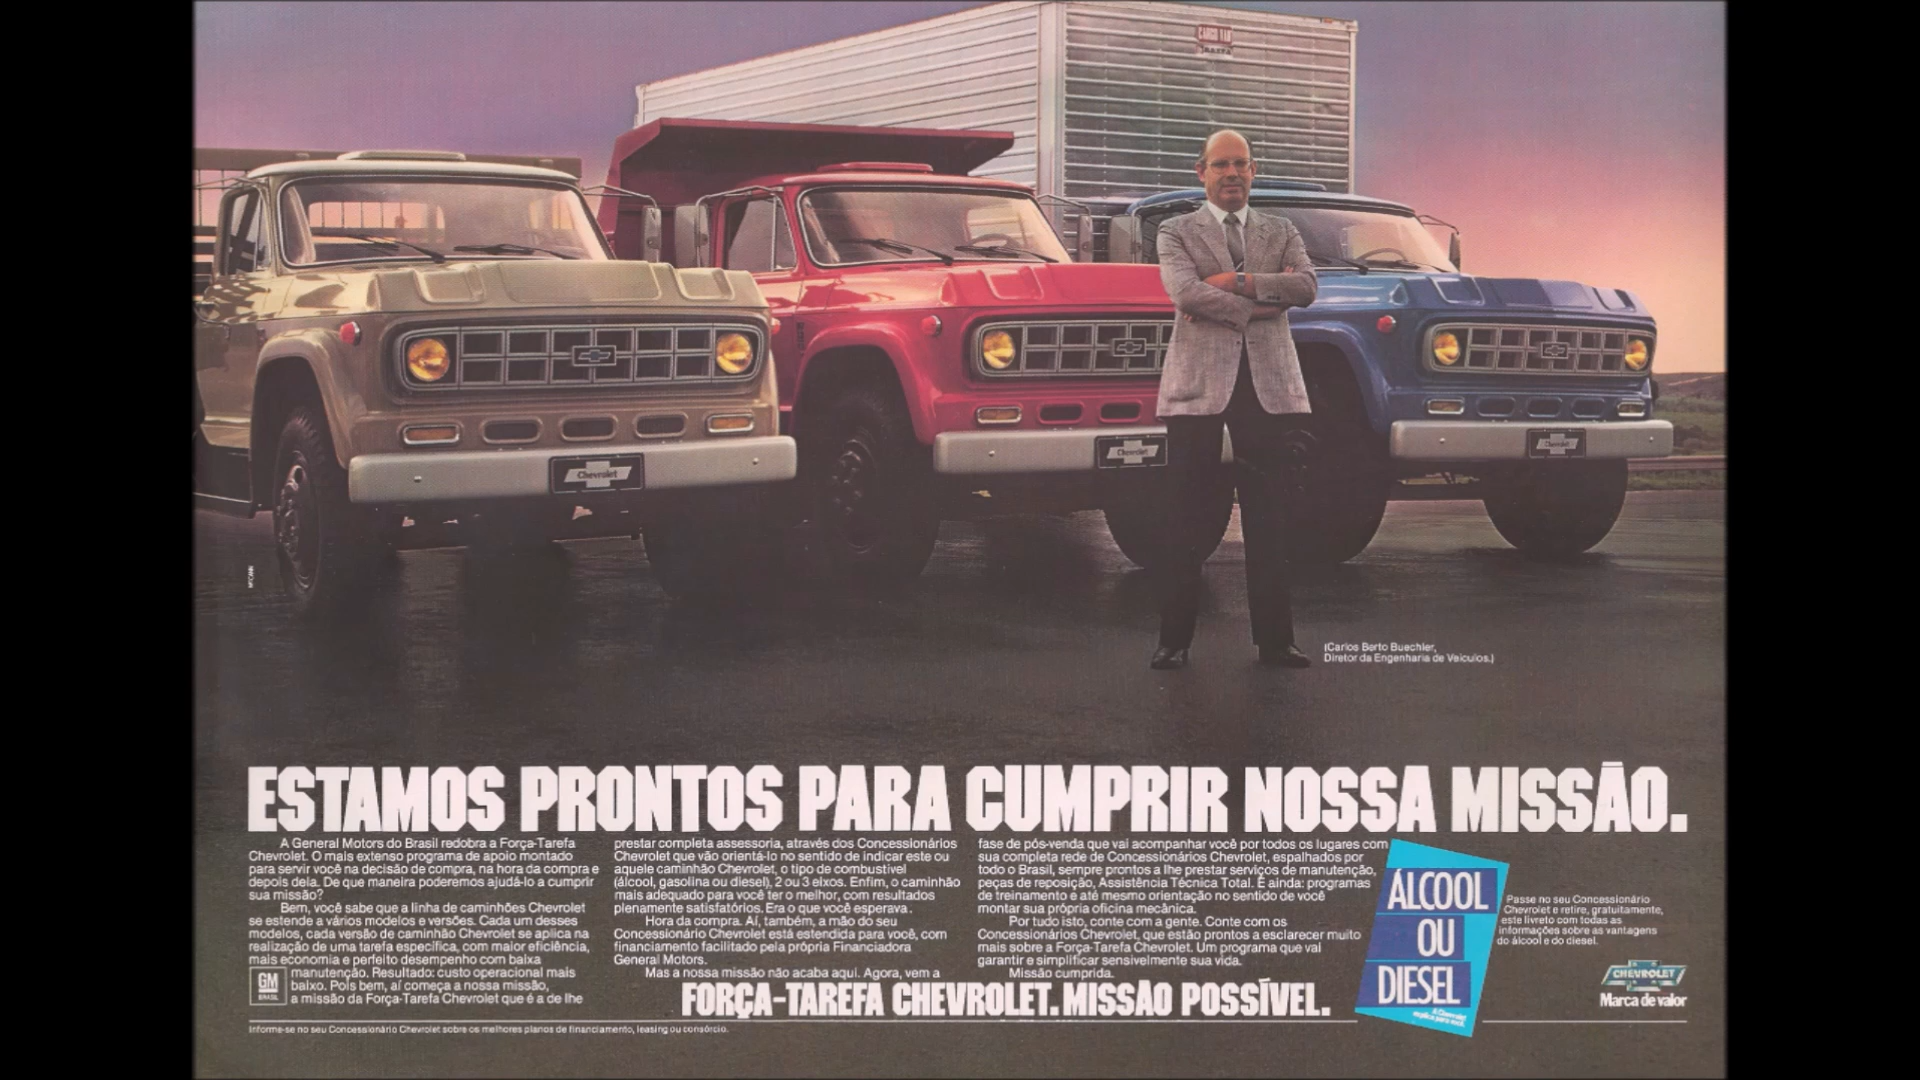 CARGO VAN
Chevrolet
Chevrolet
Chevrolet
McCANN
(Carlos Berto Buechler,
Diretor da Engenharia de Veículos.)
ESTAMOS PRONTOS PARA CUMPRIR NOSSA MISSÃO.
A General Motors do Brasil redobra a Força-Tarefa
Chevrolet. O mais extenso programa de apoio montado
para servir você na decisão de compra, na hora da compra e
depois dela. De que maneira poderemos ajudá-lo a cumprir
sua missão?
Bem, você sabe que a linha de caminhões Chevrolet
se estende a vários modelos e versões. Cada um desses
modelos, cada versão de caminhão Chevrolet se aplica na
realização de uma tarefa específica, com maior eficiência,
mais economia e perfeito desempenho com baixa
manutenção. Resultado: custo operacional mais
baixo. Pois bem, aí começa a nossa missão,
a missão da Força-Tarefa Chevrolet que é a de lhe
GM
BRASIL
prestar completa assessoria, através dos Concessionários
Chevrolet que vão orientá-lo no sentido de indicar este ou
aquele caminhão Chevrolet, o tipo de combustível
(álcool, gasolina ou diesel), 2 ou 3 eixos. Enfim, o caminhão
mais adequado para você ter o melhor, com resultados
plenamente satisfatórios. Era o que você esperava.
Hora da compra. Aí, também, a mão do seu
Concessionário Chevrolet está estendida para você, com
financiamento facilitado pela própria Financiadora
General Motors.
Mas a nossa missão não acaba aqui. Agora, vem a
fase de pós-venda que vai acompanhar você por todos os lugares com
sua completa rede de Concessionários Chevrolet, espalhados por
todo o Brasil, sempre prontos a lhe prestar serviços de manutenção,
peças de reposição, Assistência Técnica Total. E ainda: programas
de treinamento e até mesmo orientação no sentido de você
montar sua própria oficina mecânica.
Por tudo isto, conte com a gente. Conte com os
Concessionários Chevrolet, que estão prontos a esclarecer muito
mais sobre a Força-Tarefa Chevrolet. Um programa que vai
garantir e simplificar sensivelmente sua vida.
Missão cumprida.
FORÇA-TAREFA CHEVROLET. MISSÃO POSSÍVEL.
ÁLCOOL
OU
DIESEL
A Chevrolet
explica para você.
Passe no seu Concessionário
Chevrolet e retire, gratuitamente,
este livreto com todas as
informações sobre as vantagens
do álcool e do diesel.
CHEVROLET
Marca de valor
Informe-se no seu Concessionário Chevrolet sobre os melhores planos de financiamento, leasing ou consórcio.